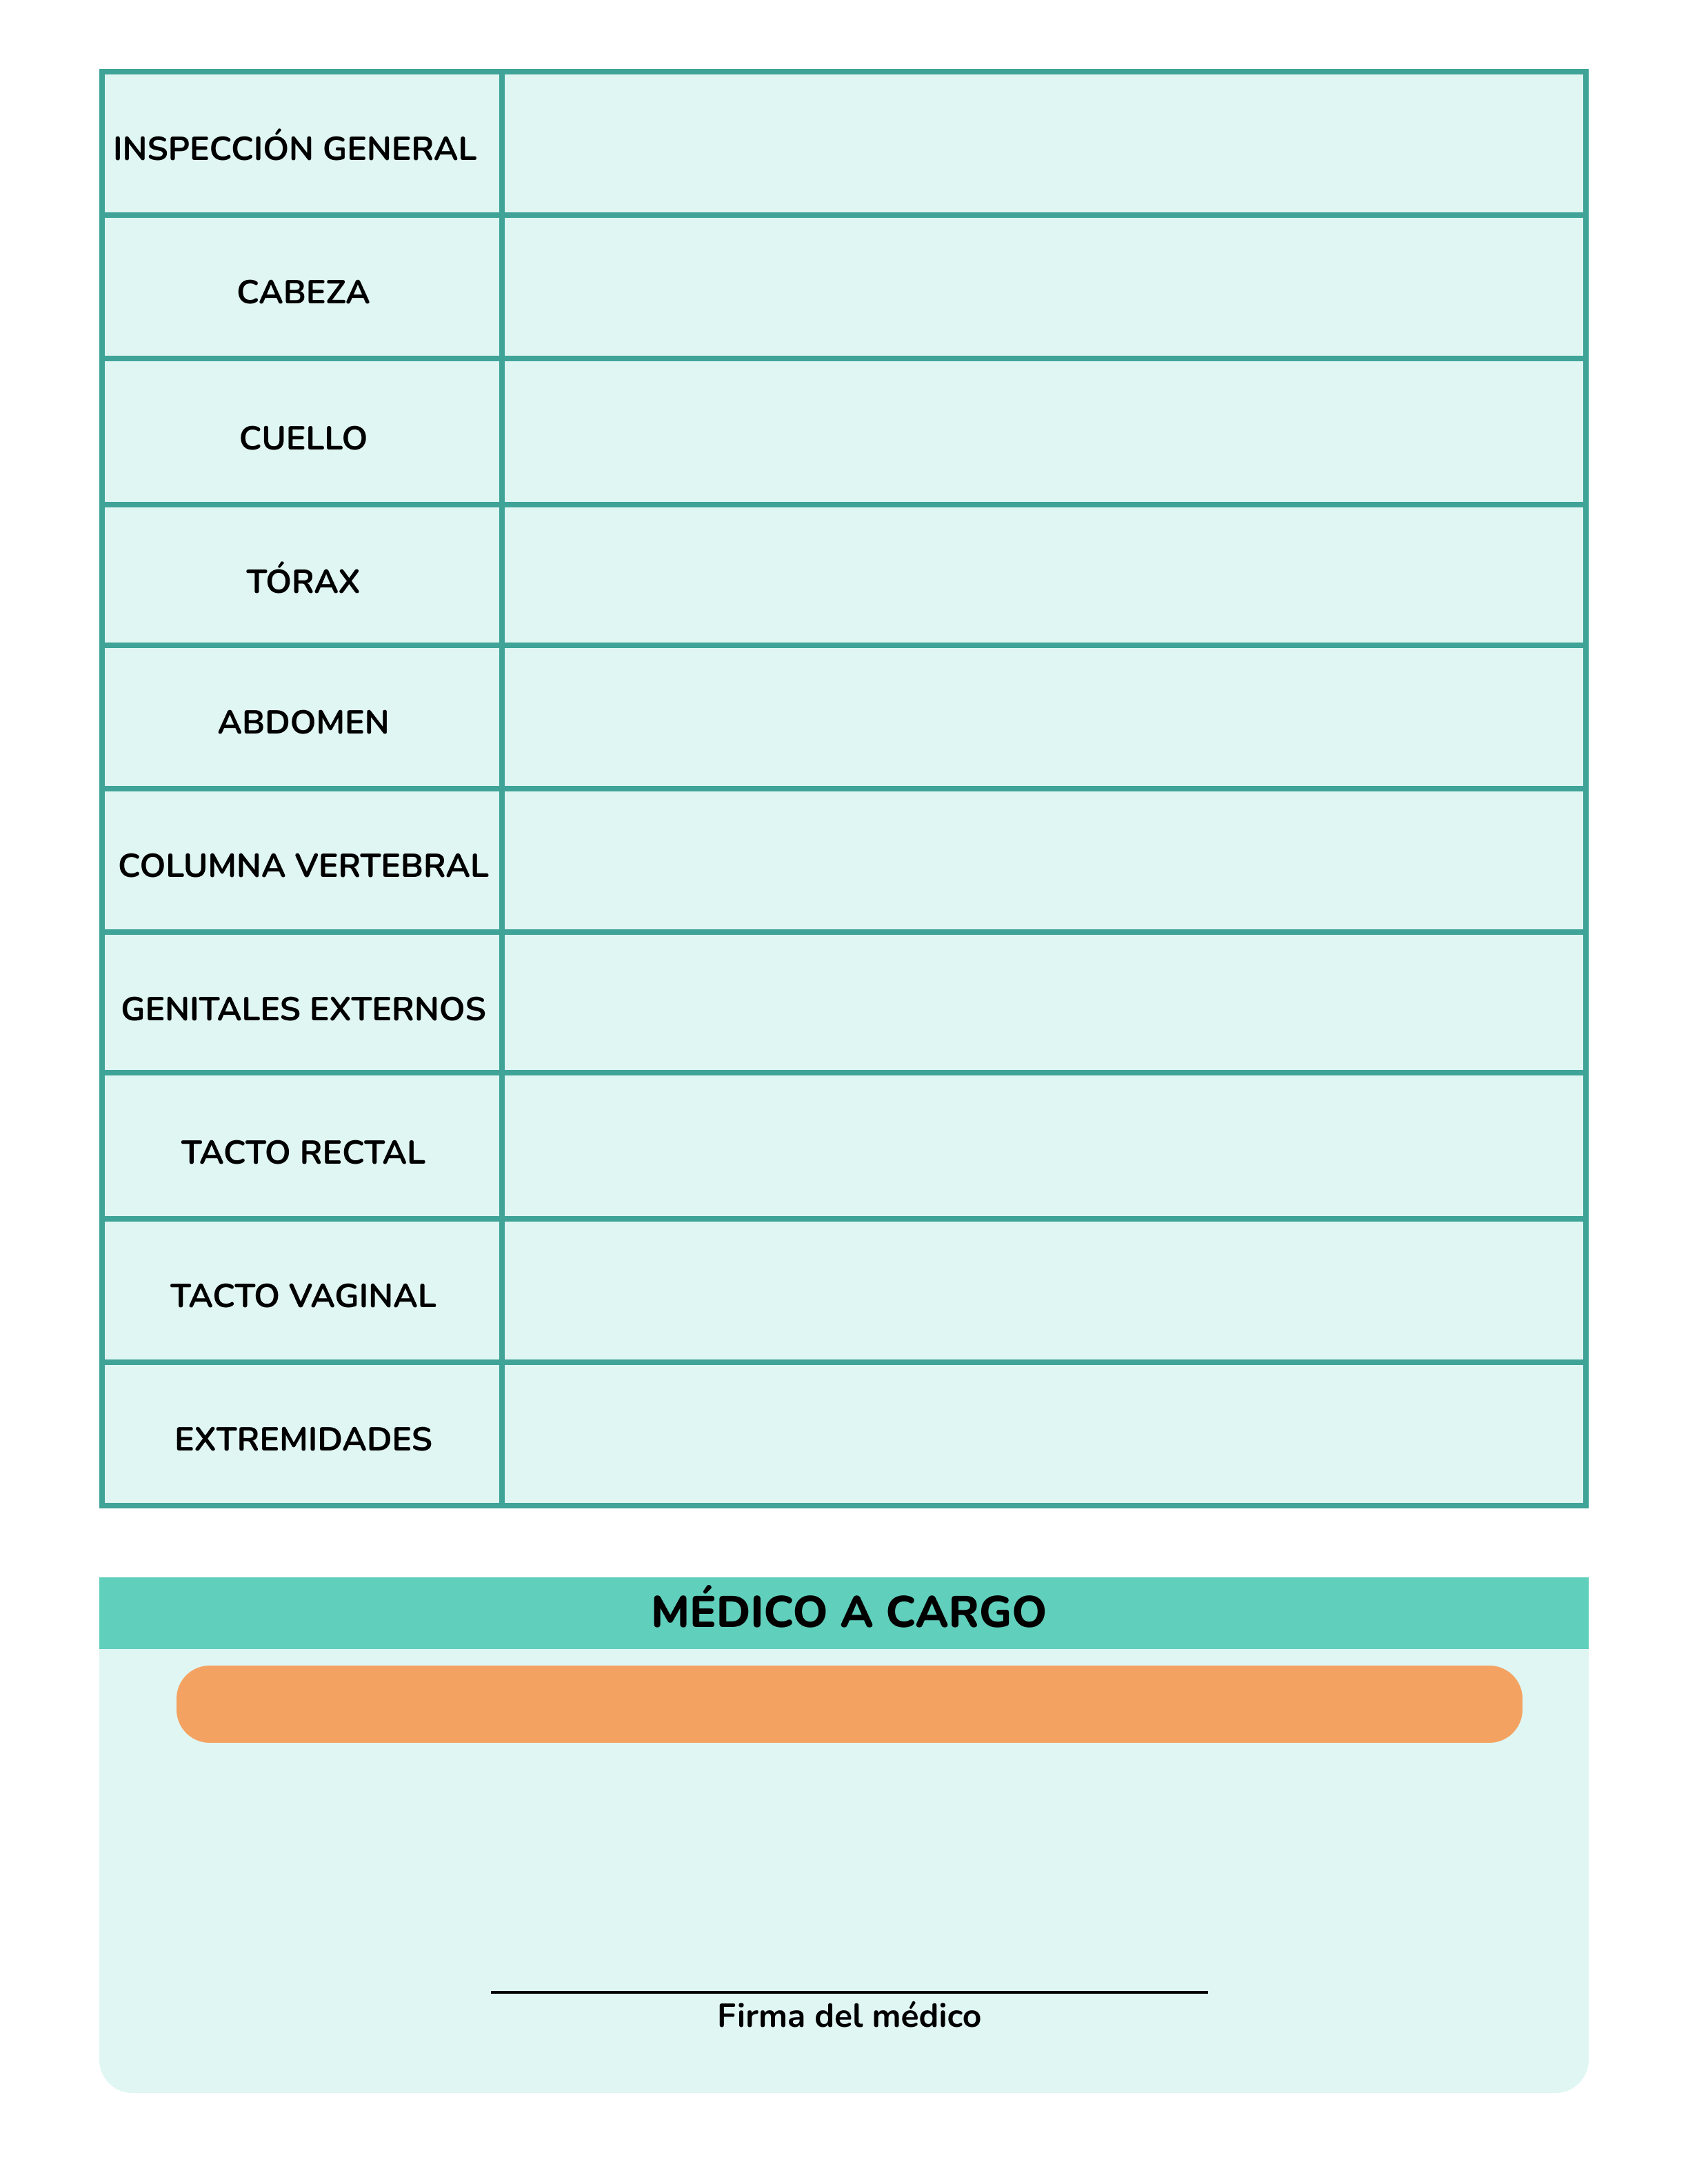 INSPECCIÓN GENERAL
CABEZA
CUELLO
TÓRAX
ABDOMEN
COLUMNA VERTEBRAL
GENITALES EXTERNOS
TACTO RECTAL
TACTO VAGINAL
EXTREMIDADES
MÉDICO A CARGO
Firma del médico